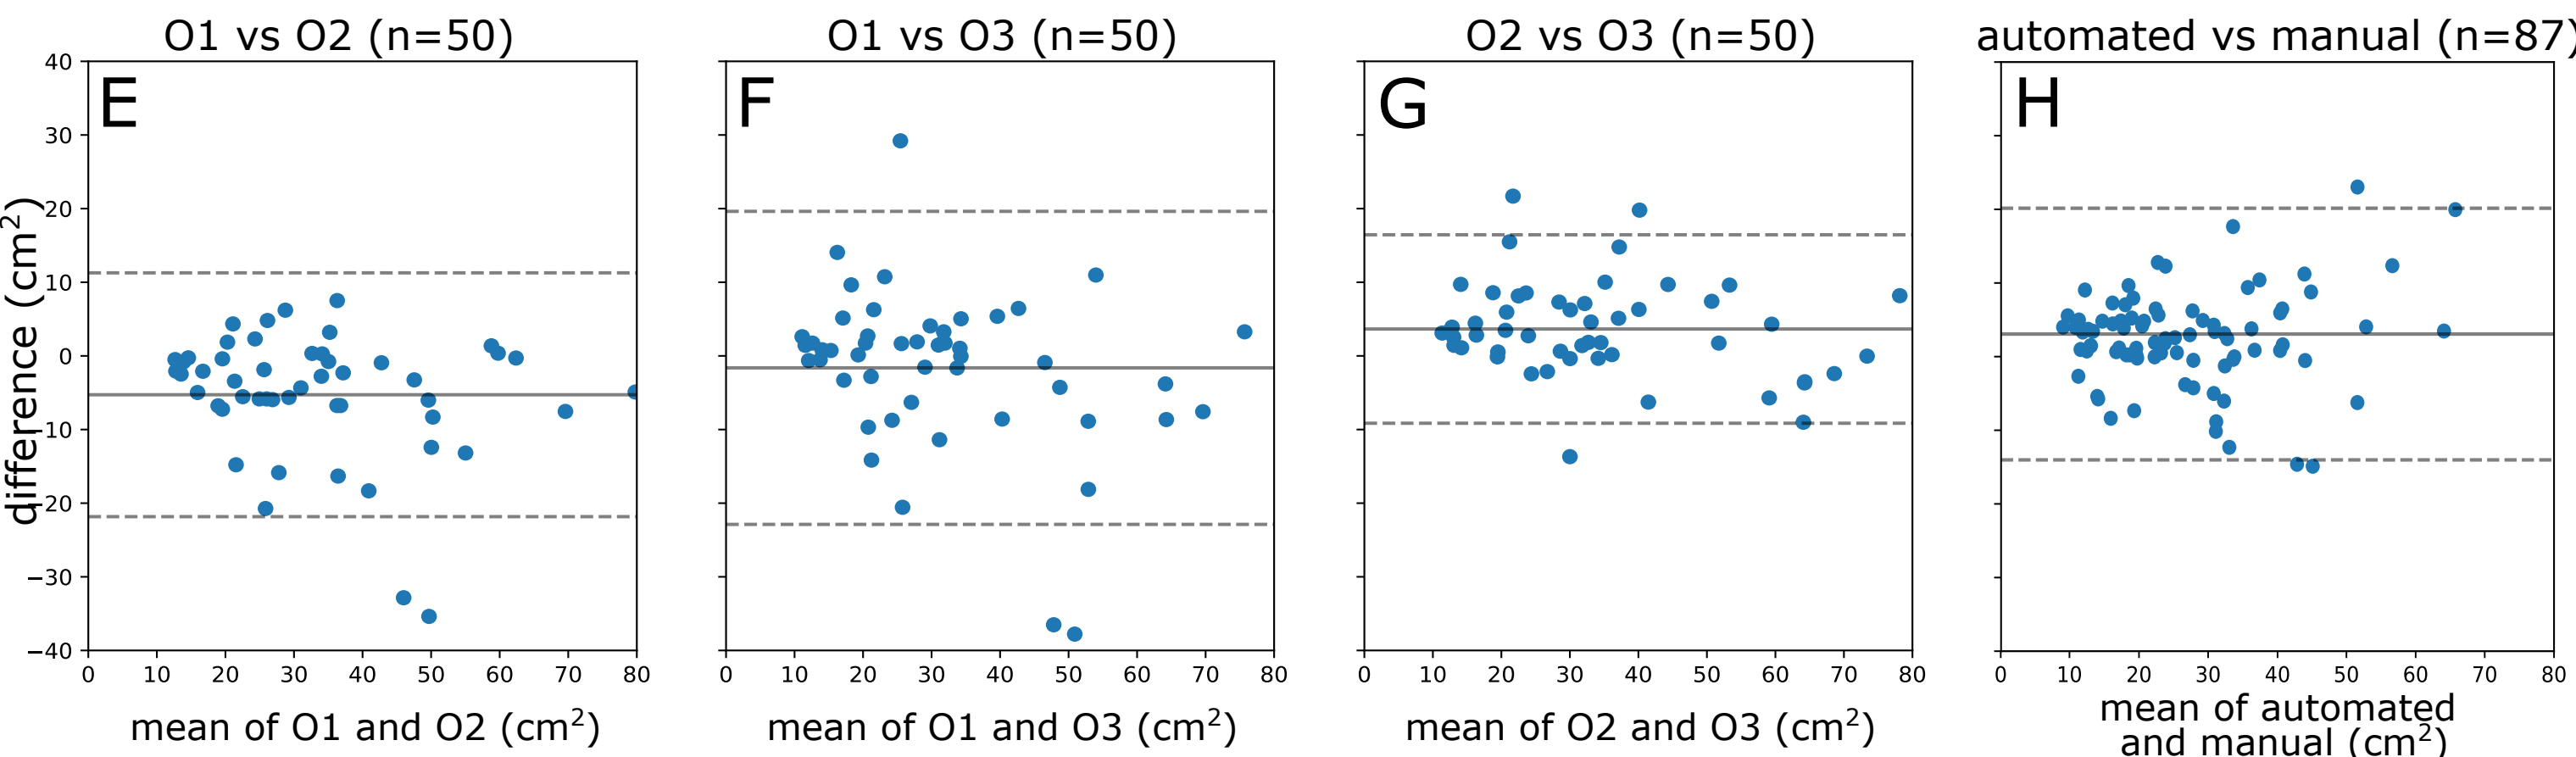 O1 vs O2 (n=50)
O1 vs O3 (n=50)
O2 vs O3 (n=50)
automated vs manual (n=87)
E
F
G
H
difference (cm²)
40
30
20
10
0
−10
−20
−30
−40
0 10 20 30 40 50 60 70 80
0 10 20 30 40 50 60 70 80
0 10 20 30 40 50 60 70 80
0 10 20 30 40 50 60 70 80
mean of O1 and O2 (cm²)
mean of O1 and O3 (cm²)
mean of O2 and O3 (cm²)
mean of automated
and manual (cm²)